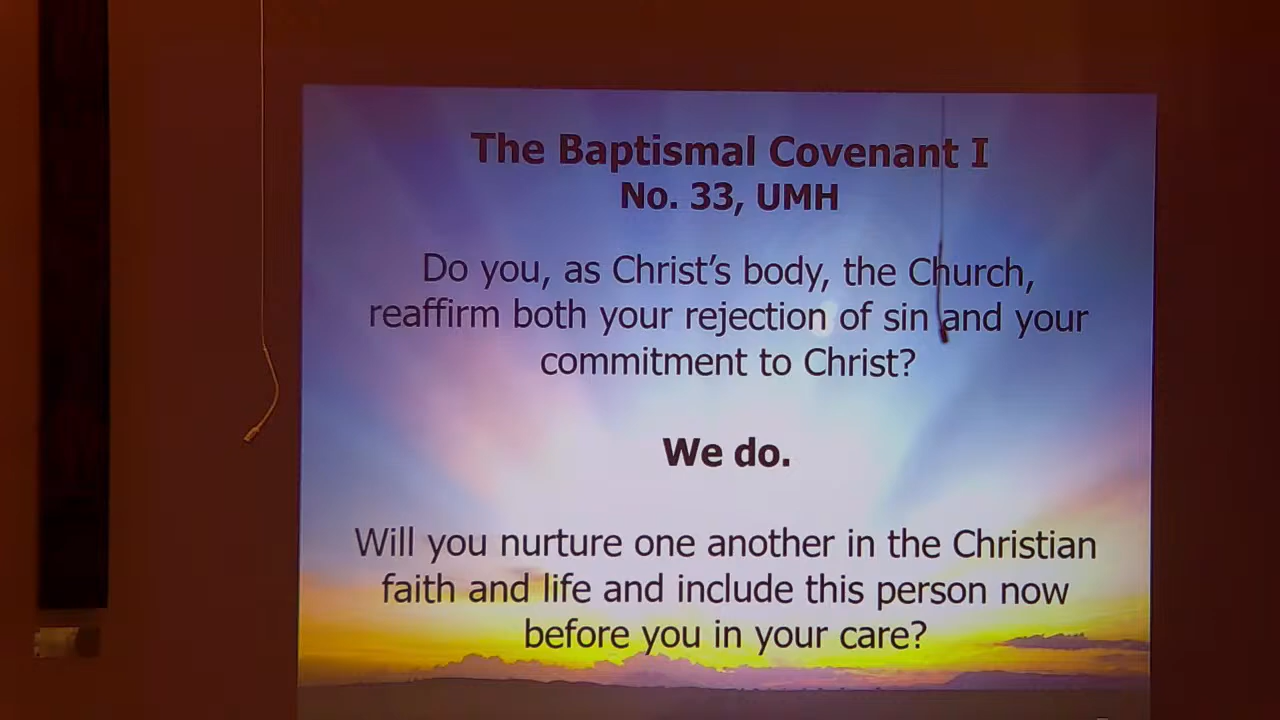 The Baptismal Covenant I
No. 33, UMH
Do you, as Christ's body, the Church,
reaffirm both your rejection of sin and your
commitment to Christ?
We do.
Will you nurture one another in the Christian
faith and life and include this person now
before you in your care?